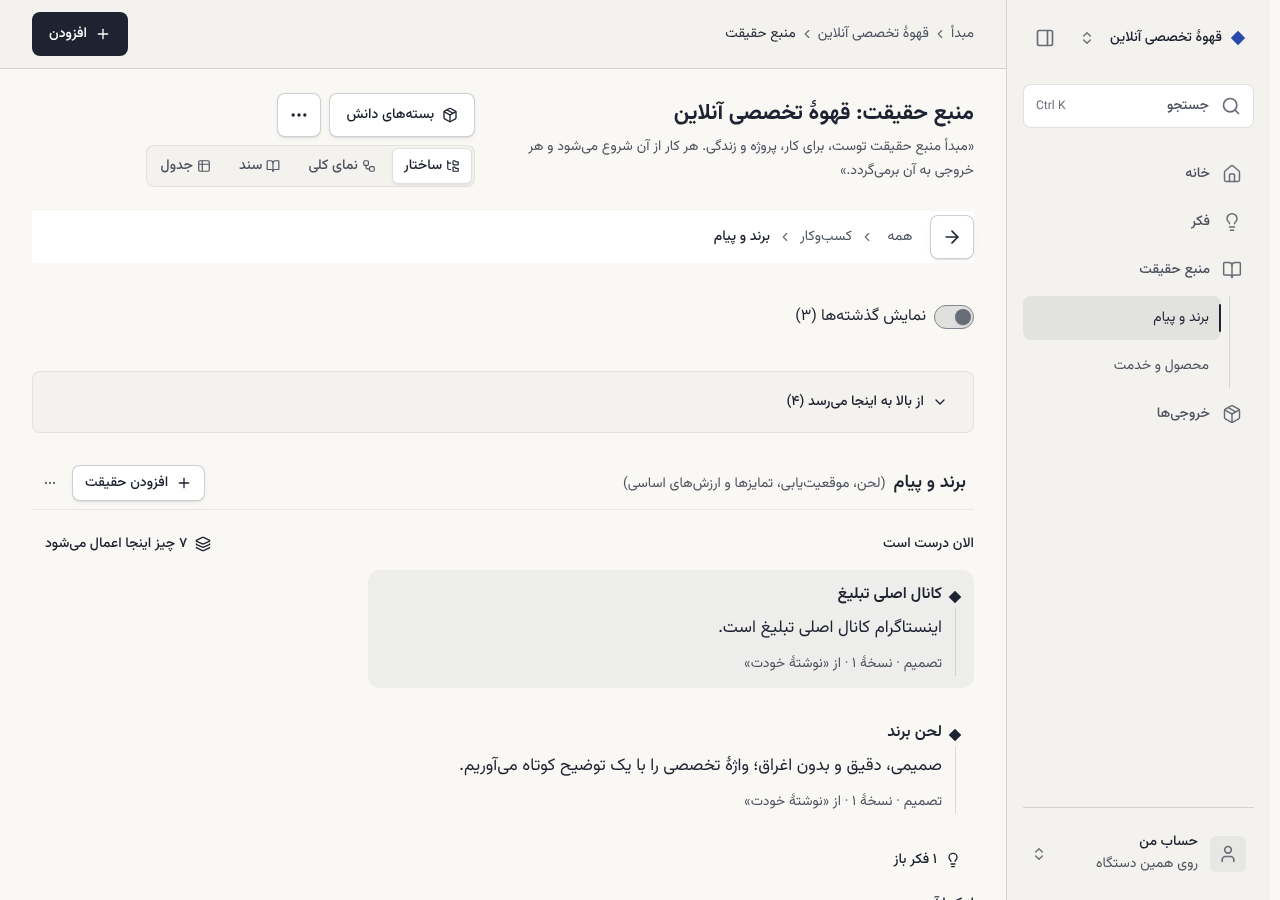 قهوهٔ تخصصی آنلاین
جستجو
Ctrl K
خانه
فکر
منبع حقیقت
برند و پیام
محصول و خدمت
خروجی‌ها
حساب من
روی همین دستگاه
مبدأ › قهوهٔ تخصصی آنلاین › منبع حقیقت
افزودن
منبع حقیقت: قهوهٔ تخصصی آنلاین
«مبدأ منبع حقیقت توست، برای کار، پروژه و زندگی. هر کار از آن شروع می‌شود و هر
خروجی به آن برمی‌گردد.»
بسته‌های دانش
ساختار
نمای کلی
سند
جدول
همه › کسب‌وکار › برند و پیام
نمایش گذشته‌ها (۳)
از بالا به اینجا می‌رسد (۴)
برند و پیام (لحن، موقعیت‌یابی، تمایزها و ارزش‌های اساسی)
افزودن حقیقت
الان درست است
۷ چیز اینجا اعمال می‌شود
کانال اصلی تبلیغ
اینستاگرام کانال اصلی تبلیغ است.
تصمیم · نسخهٔ ۱ · از «نوشتهٔ خودت»
لحن برند
صمیمی، دقیق و بدون اغراق؛ واژهٔ تخصصی را با یک توضیح کوتاه می‌آوریم.
تصمیم · نسخهٔ ۱ · از «نوشتهٔ خودت»
۱ فکر باز